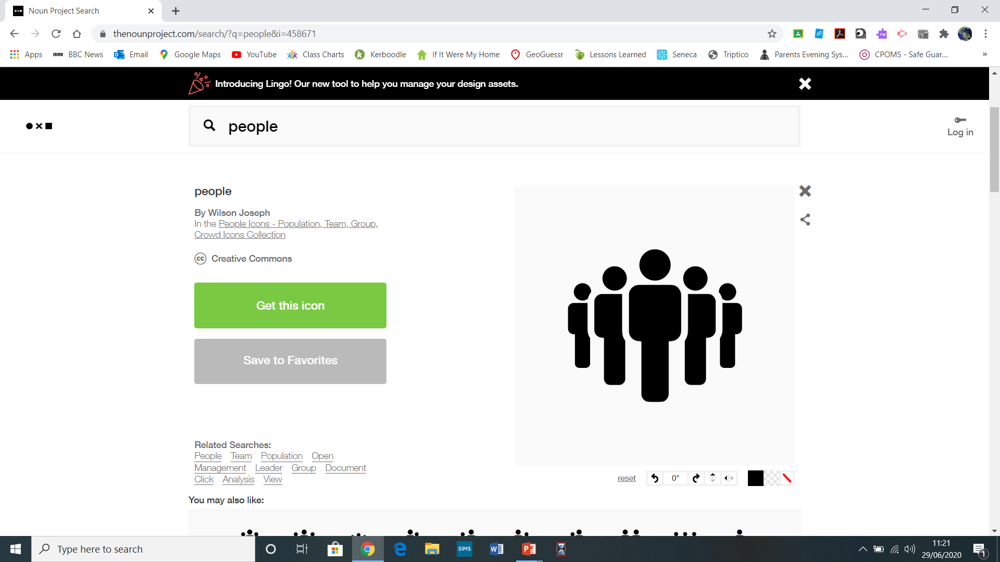 Noun Project Search
thenounproject.com/search/?q=people&i=458671
Apps BBC BBC News Email Google Maps YouTube Class Charts Kerboodle If It Were My Home GeoGuessr Lessons Learned Seneca Triptico Parents Evening Sys... CPOMS - Safe Guar... »
Introducing Lingo! Our new tool to help you manage your design assets.
people
Log in
people
By Wilson Joseph
In the People Icons - Population, Team, Group,
Crowd Icons Collection
cc Creative Commons
Get this icon
Save to Favorites
Related Searches:
People Team Population Open
Management Leader Group Document
Click Analysis View
reset 0°
You may also like:
Type here to search
SIMS
11:21
29/06/2020
1